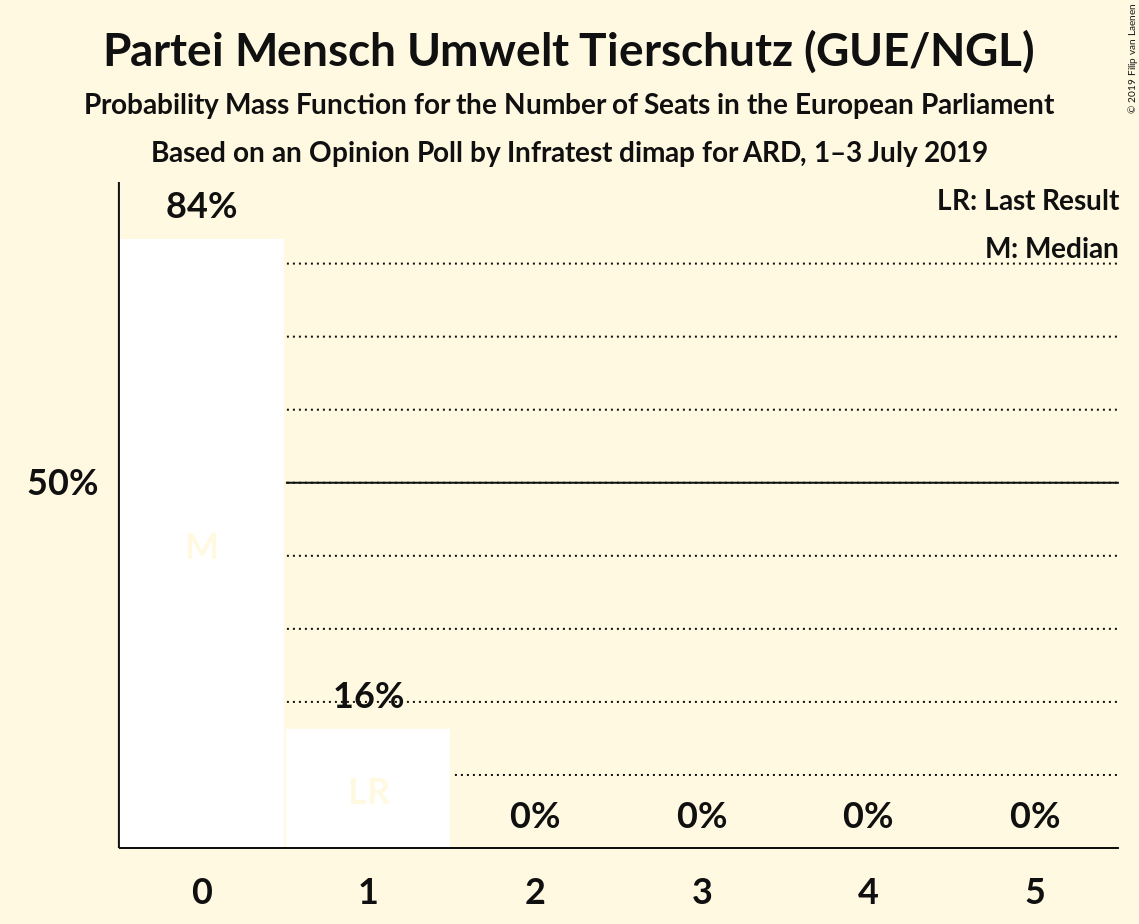 Partei Mensch Umwelt Tierschutz (GUE/NGL)
Probability Mass Function for the Number of Seats in the European Parliament
Based on an Opinion Poll by Infratest dimap for ARD, 1–3 July 2019
© 2019 Filip van Laenen
LR: Last Result
M: Median
84%
50%
M
16%
LR
0%
0%
0%
0%
0
1
2
3
4
5